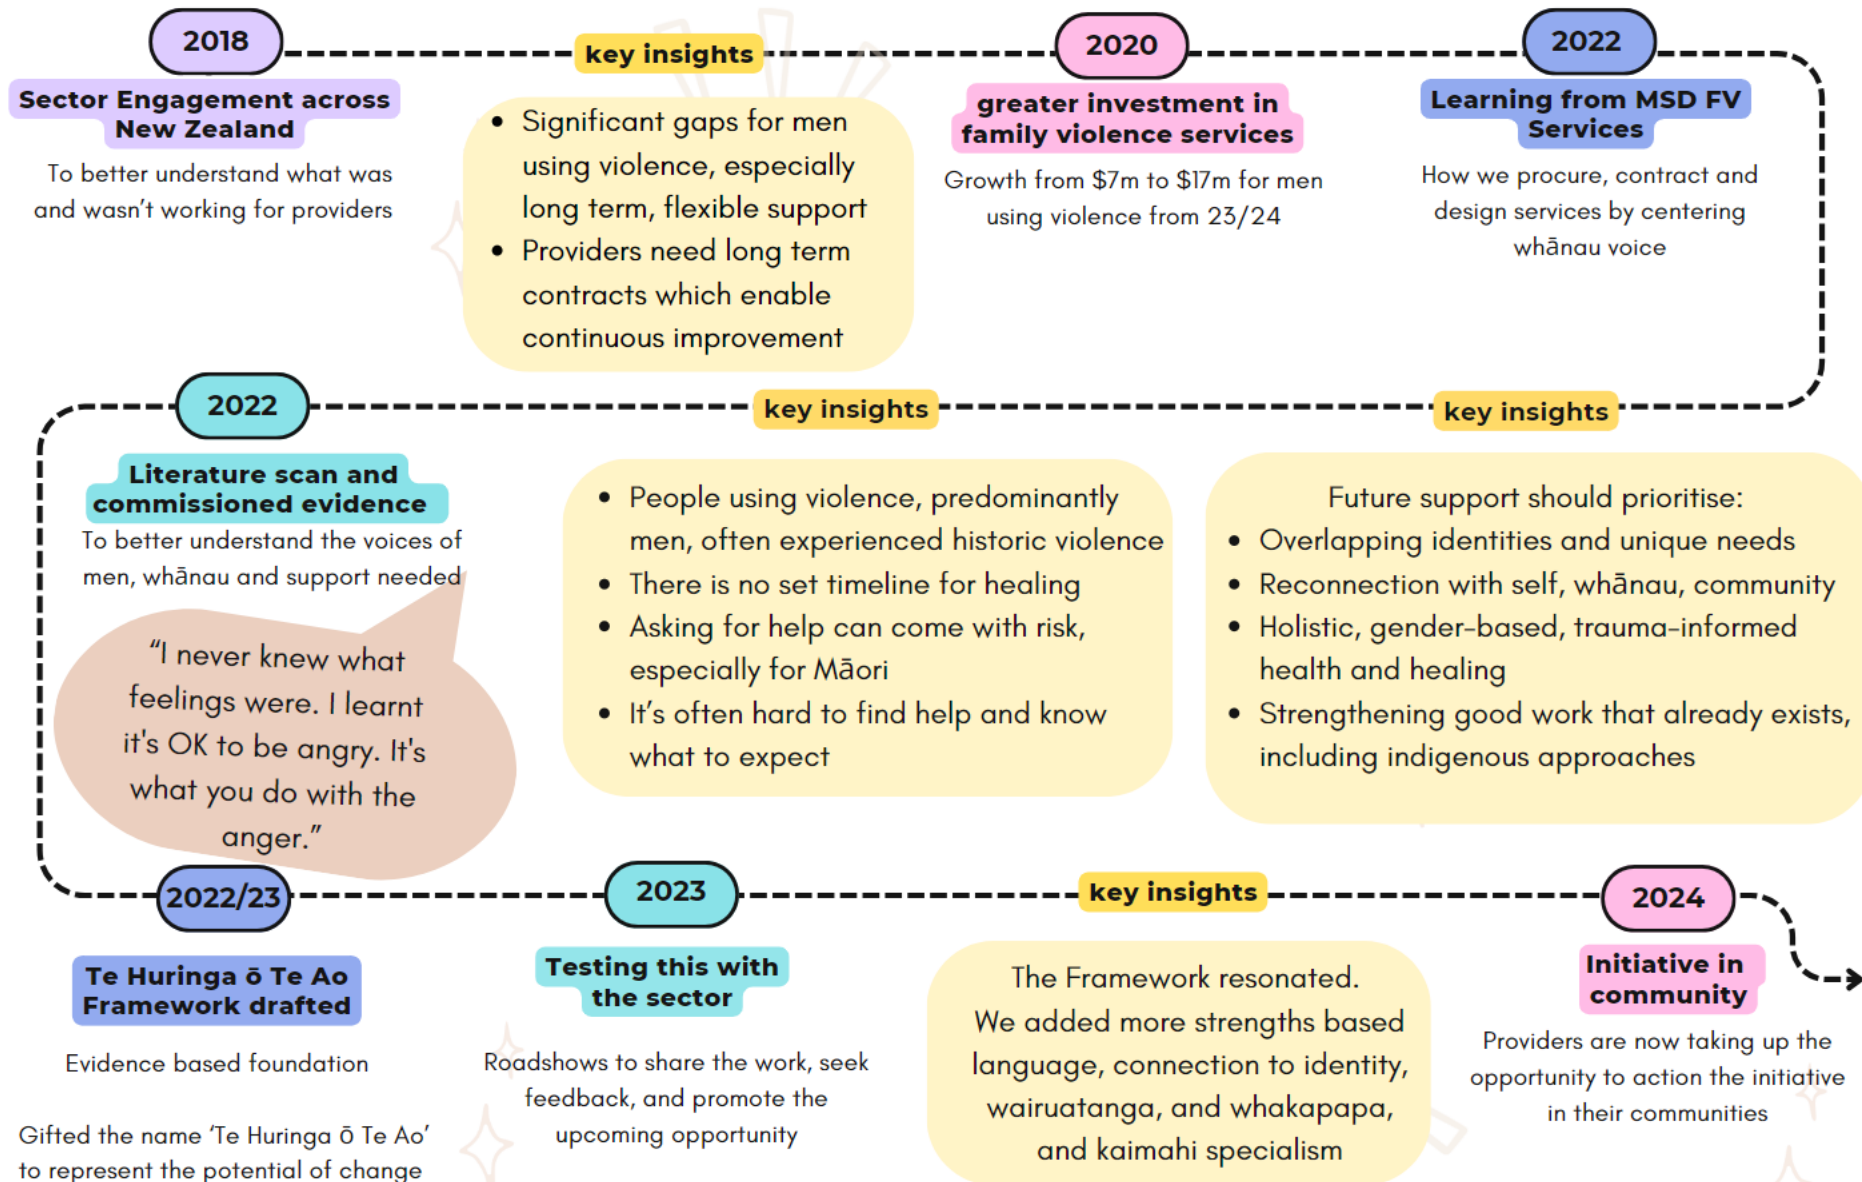 2018
Sector Engagement across
New Zealand
To better understand what was
and wasn't working for providers
key insights
• Significant gaps for men
using violence, especially
long term, flexible support
• Providers need long term
contracts which enable
continuous improvement
2020
greater investment in
family violence services
Growth from $7m to $17m for men
using violence from 23/24
2022
Learning from MSD FV
Services
How we procure, contract and
design services by centering
whānau voice
2022
Literature scan and
commissioned evidence
To better understand the voices of
men, whānau and support needed
"I never knew what
feelings were. I learnt
it's OK to be angry. It's
what you do with the
anger."
key insights
• People using violence, predominantly
men, often experienced historic violence
• There is no set timeline for healing
• Asking for help can come with risk,
especially for Māori
• It's often hard to find help and know
what to expect
key insights
Future support should prioritise:
• Overlapping identities and unique needs
• Reconnection with self, whānau, community
• Holistic, gender-based, trauma-informed
health and healing
• Strengthening good work that already exists,
including indigenous approaches
2022/23
Te Huringa ō Te Ao
Framework drafted
Evidence based foundation
Gifted the name 'Te Huringa ō Te Ao'
to represent the potential of change
2023
Testing this with
the sector
Roadshows to share the work, seek
feedback, and promote the
upcoming opportunity
key insights
The Framework resonated.
We added more strengths based
language, connection to identity,
wairuatanga, and whakapapa,
and kaimahi specialism
2024
Initiative in
community
Providers are now taking up the
opportunity to action the initiative
in their communities